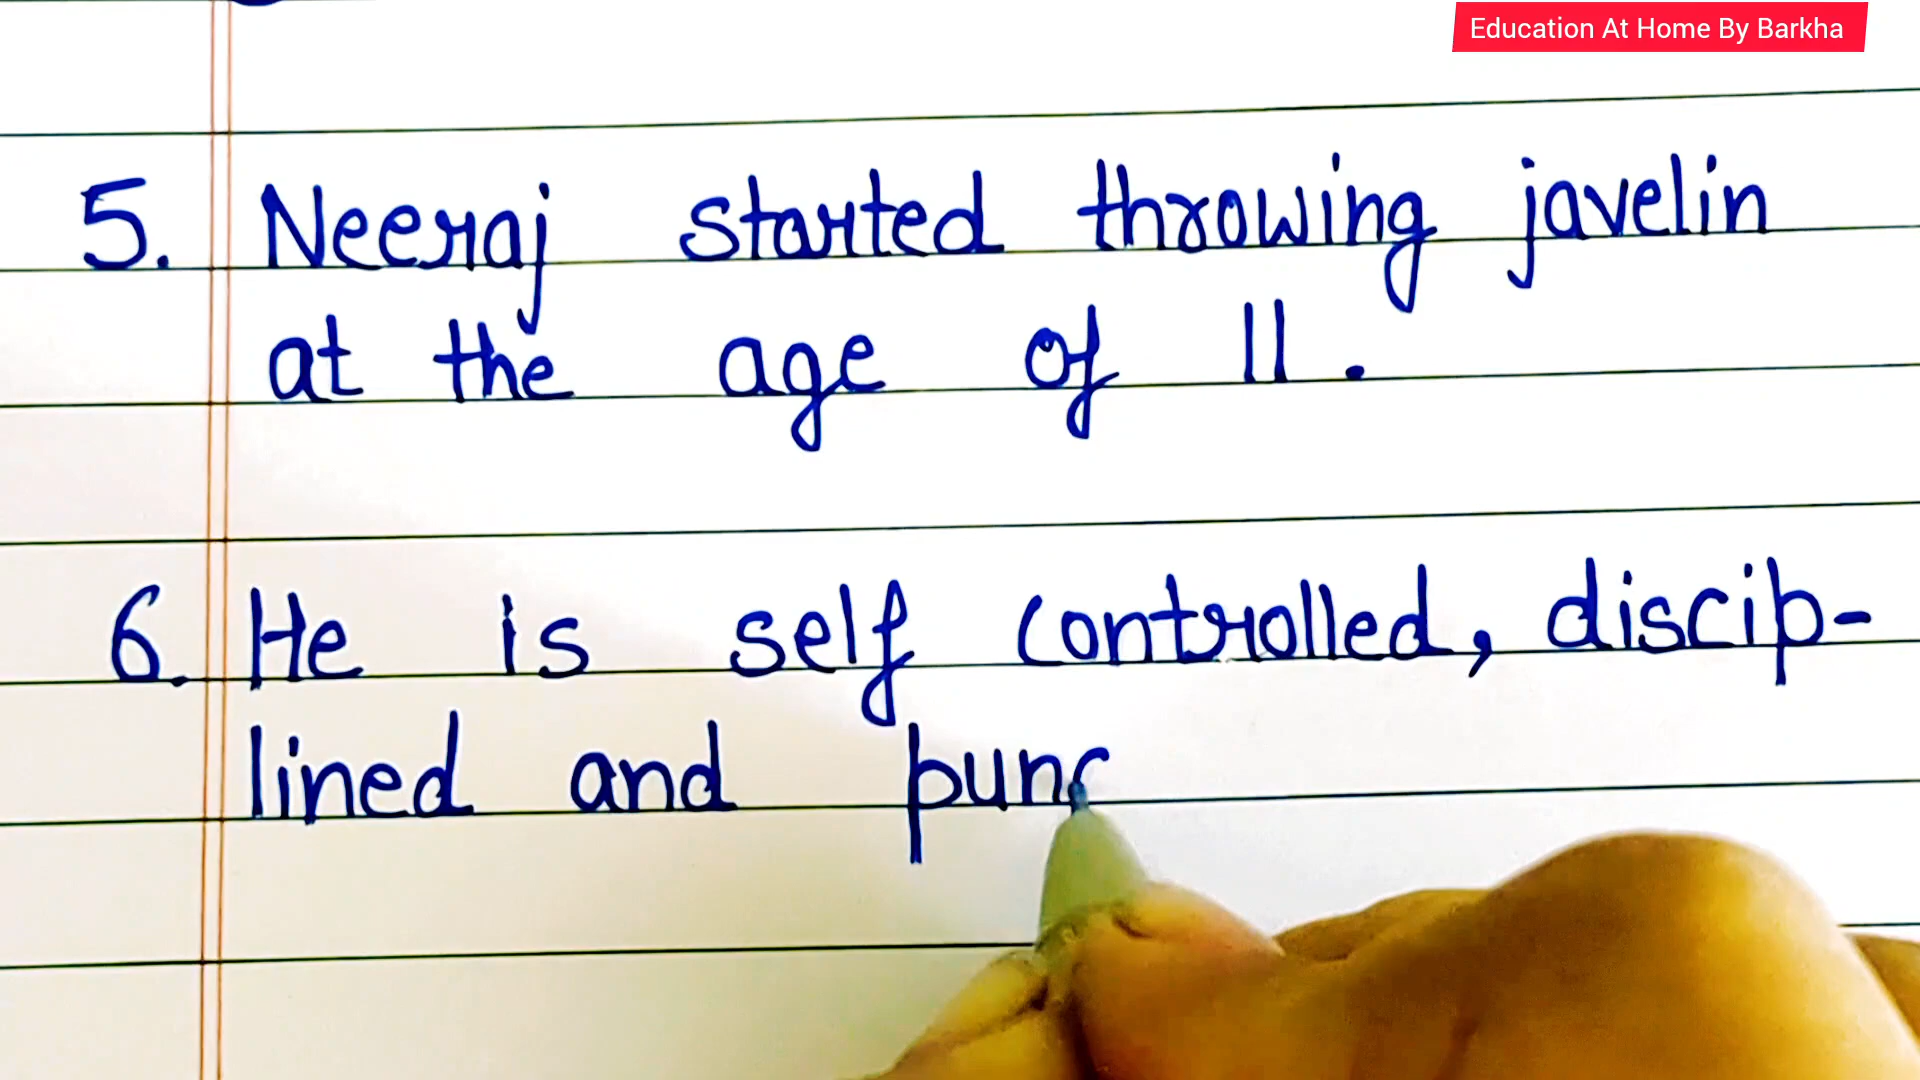 Education At Home By Barkha
5. Neeraj started throwing javelin
at the age of 11.
6. He is self controlled, discip-
lined and punc